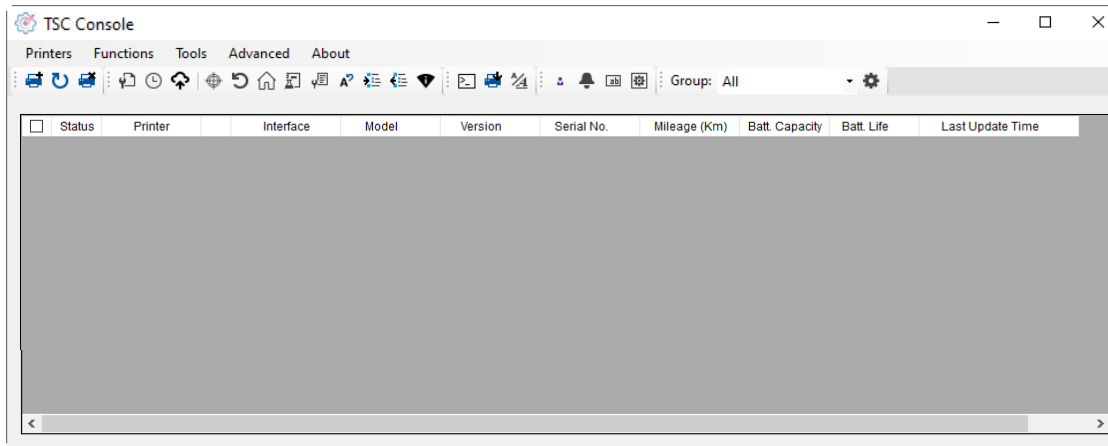 TSC Console
Printers Functions Tools Advanced About
Group: All
Status Printer Interface Model Version Serial No. Mileage (Km) Batt. Capacity Batt. Life Last Update Time